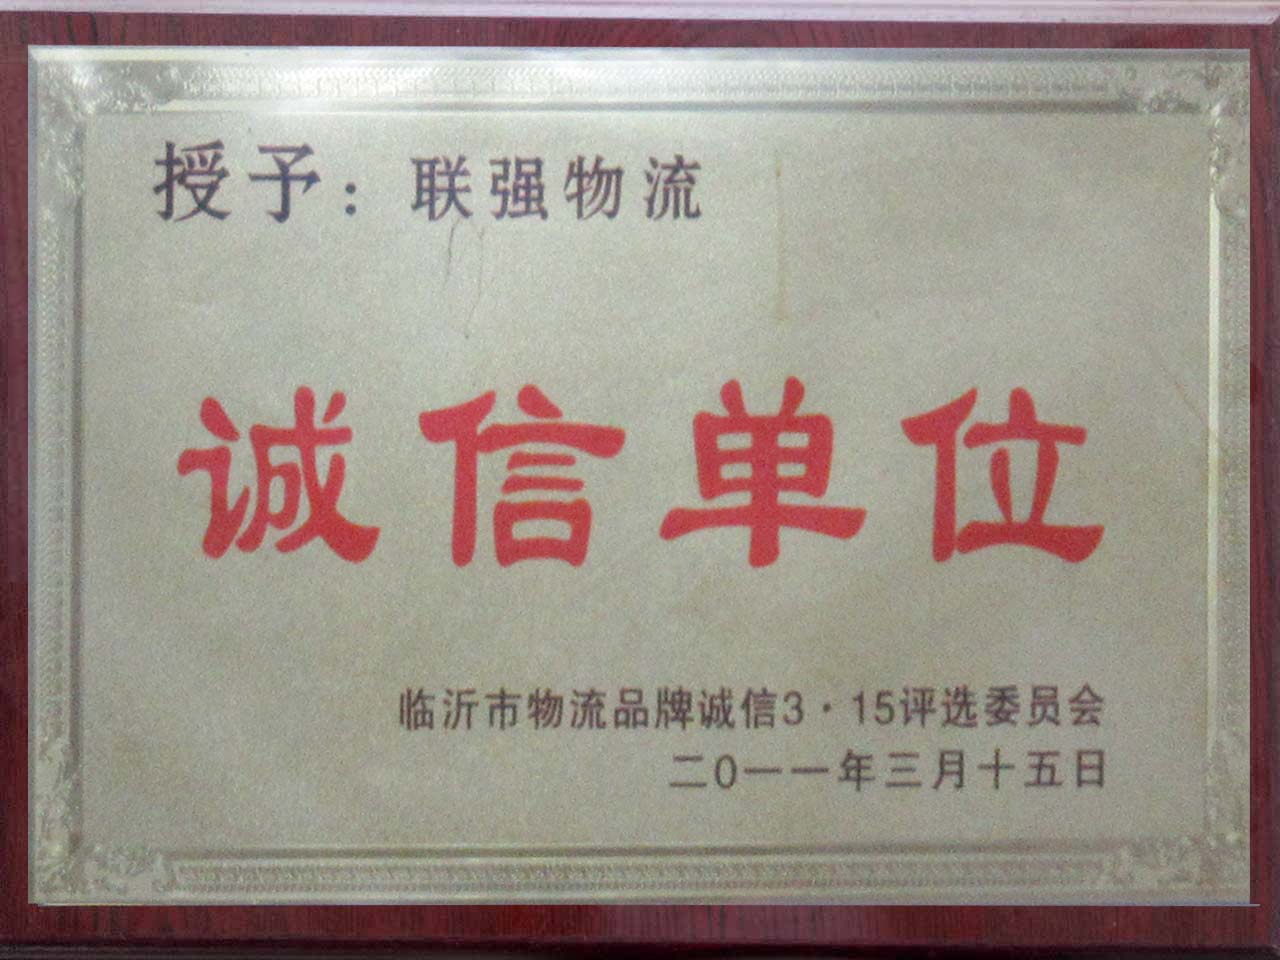 授予：联强物流
诚信单位
临沂市物流品牌诚信3·15评选委员会
二0一一年三月十五日